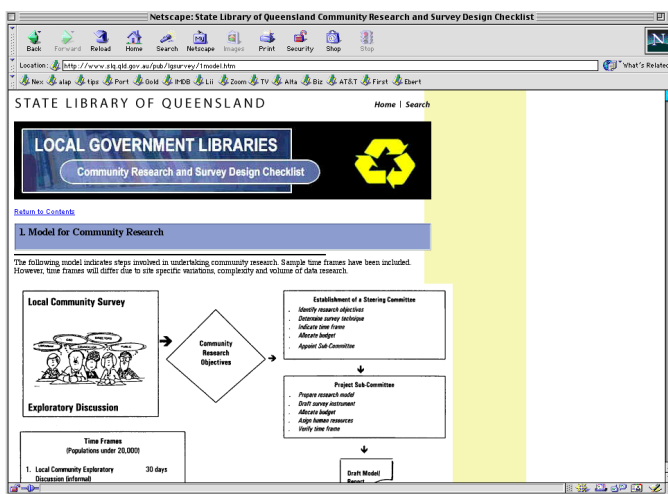 Netscape: State Library of Queensland Community Research and Survey Design Checklist
Back Forward Reload Home Search Netscape Images Print Security Shop Stop
N
Location: http://www.slq.qld.gov.au/pub/lgsurvey/1model.htm
What's Related
Nex alap tips Port Gold IMDB Lii Zoom TV Alta Biz AT&T First Ebert
STATE LIBRARY OF QUEENSLAND
Home | Search
LOCAL GOVERNMENT LIBRARIES
Community Research and Survey Design Checklist
Return to Contents
1. Model for Community Research
The following model indicates steps involved in undertaking community research. Sample time frames have been included.
However, time frames will differ due to site specific variations, complexity and volume of data research.
Local Community Survey
Exploratory Discussion
Community
Research
Objectives
Establishment of a Steering Committee
. Identify research objectives
. Determine survey technique
. Indicate time frame
. Allocate budget
. Appoint Sub-Committee
Project Sub-Committee
. Prepare research model
. Draft survey instrument
. Allocate budget
. Asign human resources
. Verify time frame
Draft Model/
Report
Time Frames
(Populations under 20,000)
1. Local Community Exploratory 30 days
Discussion (informal)